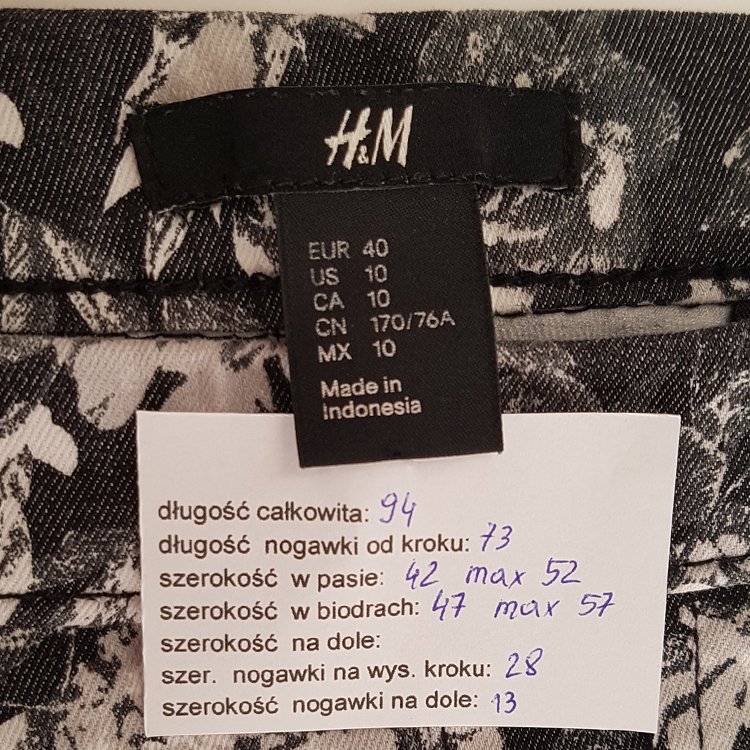 H&M
EUR 40
US 10
CA 10
CN 170/76A
MX 10
Made in
Indonesia
długość całkowita: 94
długość nogawki od kroku: 73
szerokość w pasie: 42 max 52
szerokość w biodrach: 47 max 57
szerokość na dole:
szer. nogawki na wys. kroku: 28
szerokość nogawki na dole: 13